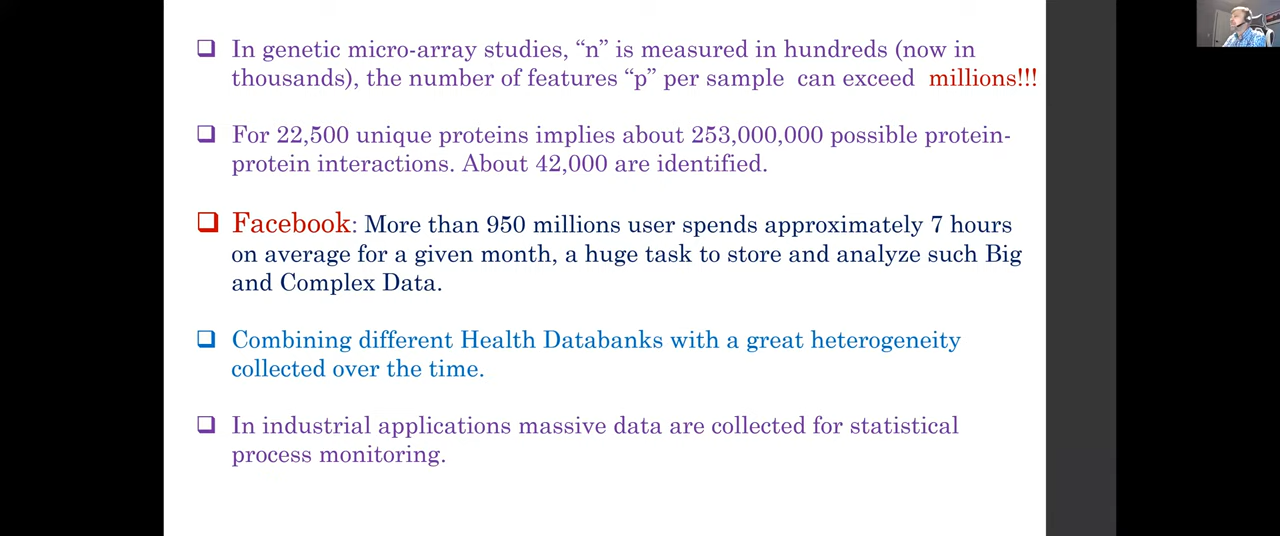 In genetic micro-array studies, “n” is measured in hundreds (now in
thousands), the number of features “p” per sample can exceed millions!!!
For 22,500 unique proteins implies about 253,000,000 possible protein-
protein interactions. About 42,000 are identified.
Facebook: More than 950 millions user spends approximately 7 hours
on average for a given month, a huge task to store and analyze such Big
and Complex Data.
Combining different Health Databanks with a great heterogeneity
collected over the time.
In industrial applications massive data are collected for statistical
process monitoring.